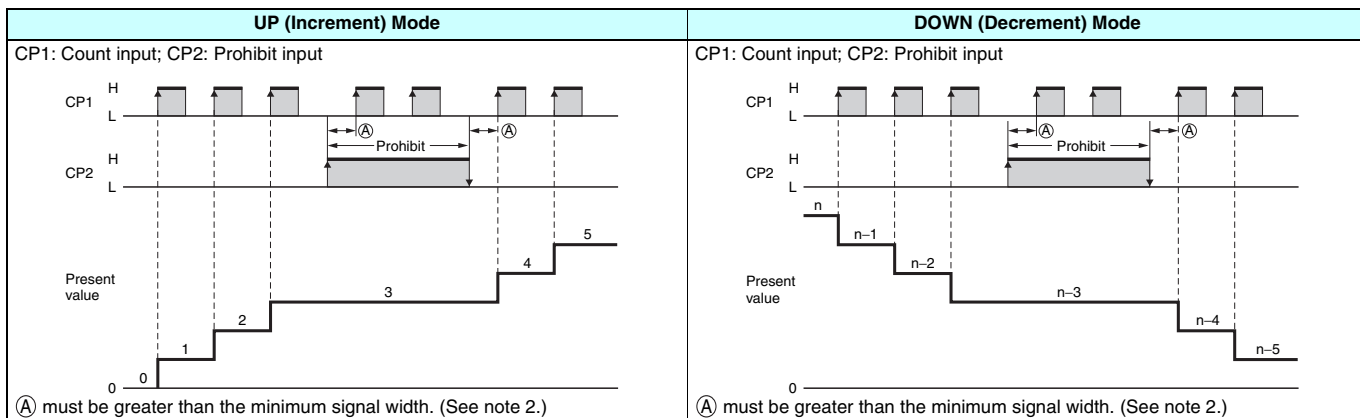 UP (Increment) Mode
CP1: Count input; CP2: Prohibit input
CP1
H
L
Ⓐ
Ⓐ
Prohibit
CP2
H
L
Present
value
0
0
1
2
3
4
5
Ⓐ must be greater than the minimum signal width. (See note 2.)
DOWN (Decrement) Mode
CP1: Count input; CP2: Prohibit input
CP1
H
L
Ⓐ
Ⓐ
Prohibit
CP2
H
L
Present
value
n
n–1
n–2
n–3
n–4
n–5
0
Ⓐ must be greater than the minimum signal width. (See note 2.)